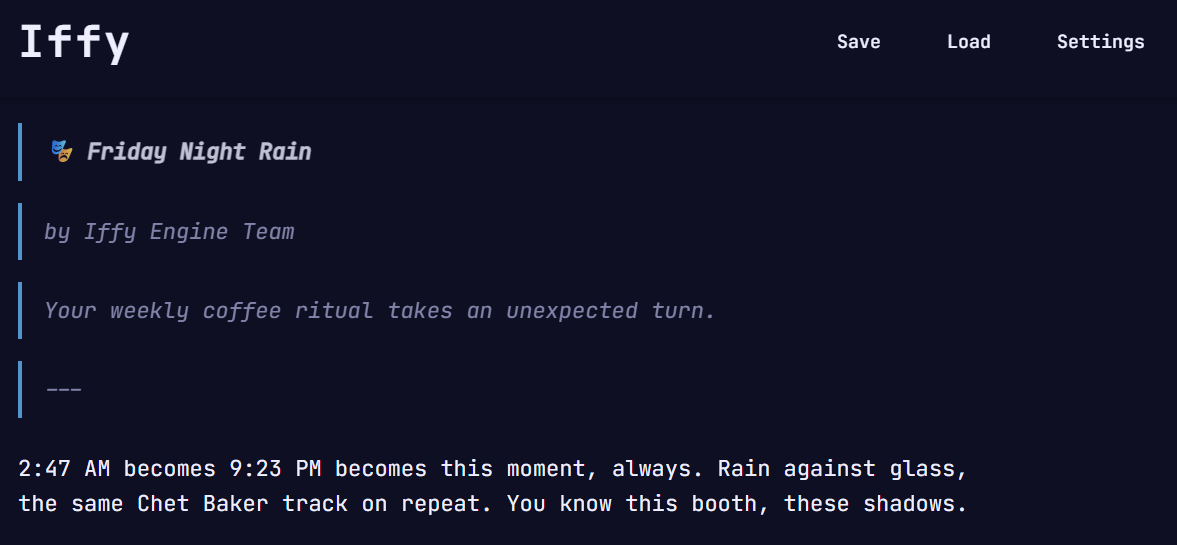 Iffy
Save
Load
Settings
🎭 Friday Night Rain
by Iffy Engine Team
Your weekly coffee ritual takes an unexpected turn.
---
2:47 AM becomes 9:23 PM becomes this moment, always. Rain against glass,
the same Chet Baker track on repeat. You know this booth, these shadows.